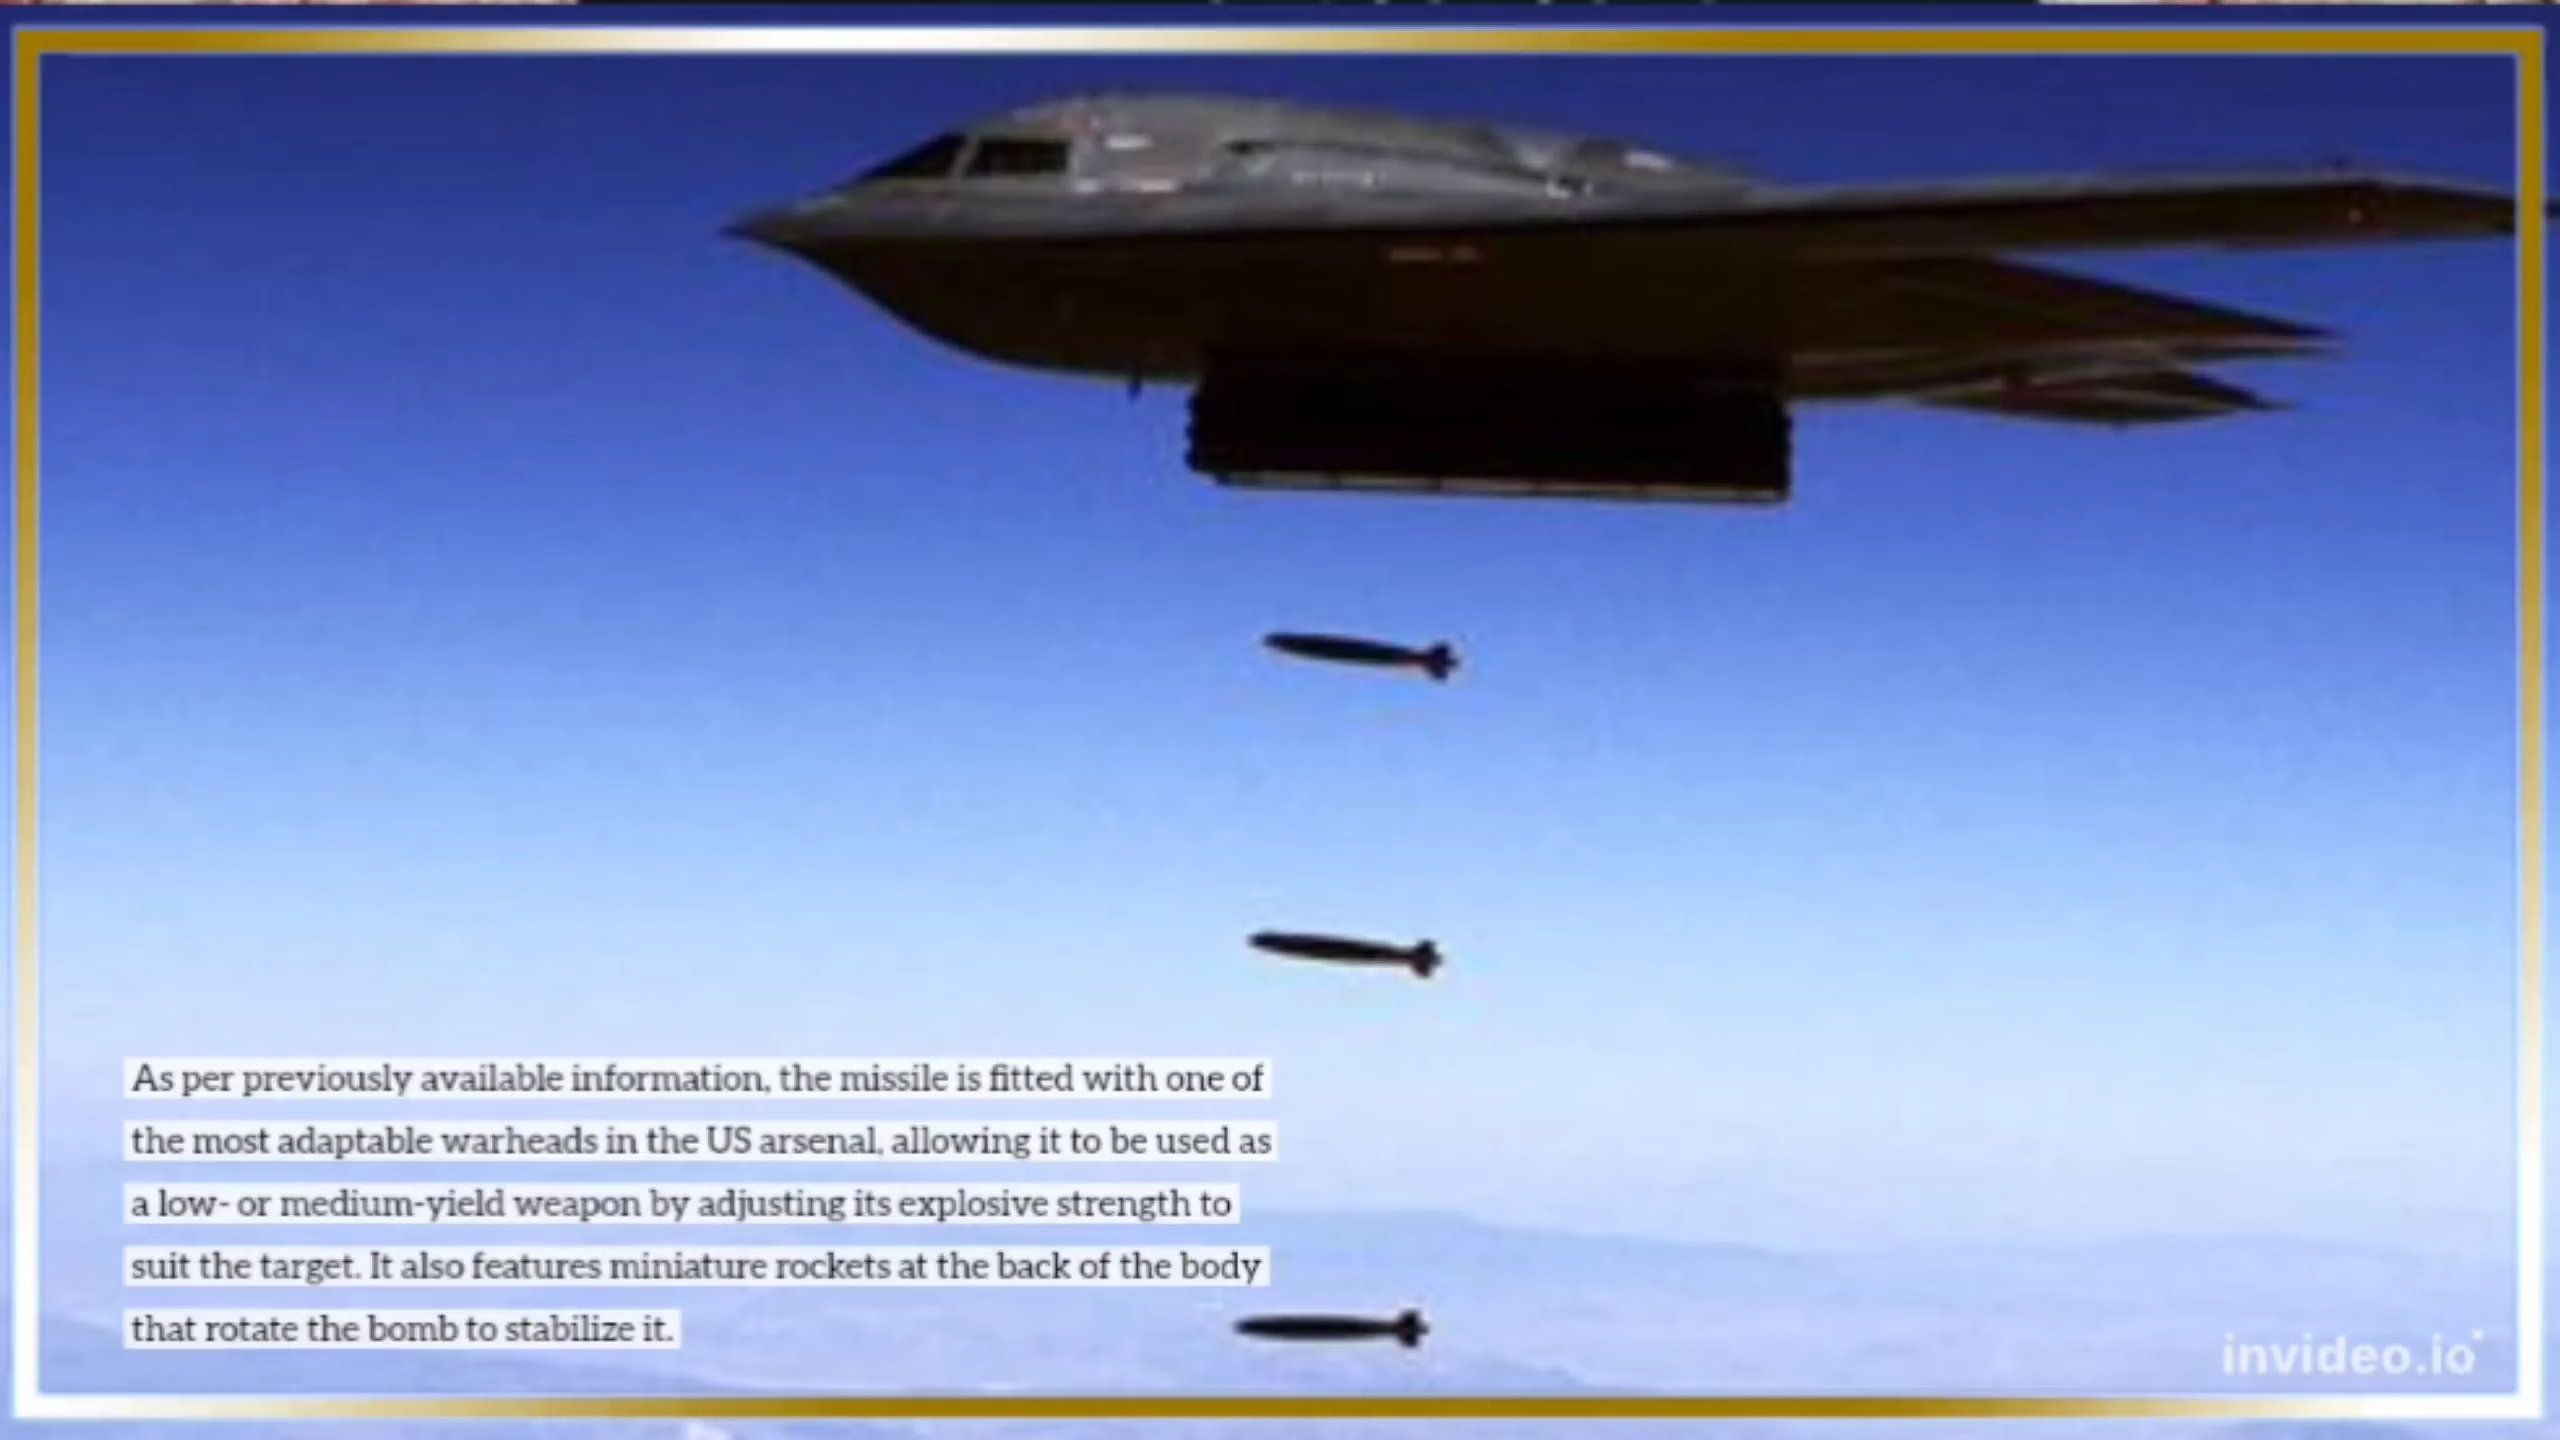 As per previously available information, the missile is fitted with one of
the most adaptable warheads in the US arsenal, allowing it to be used as
a low- or medium-yield weapon by adjusting its explosive strength to
suit the target. It also features miniature rockets at the back of the body
that rotate the bomb to stabilize it.
invideo.io